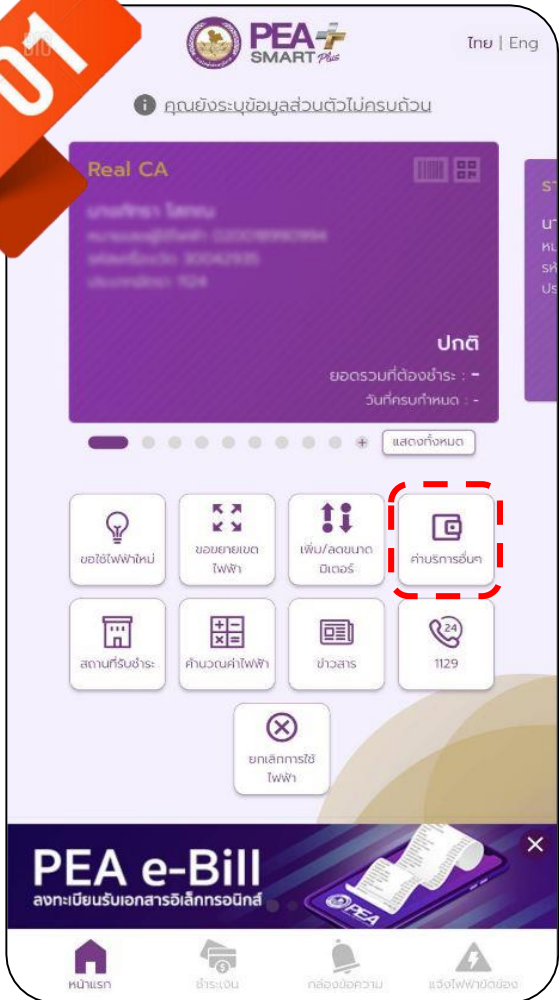 01
PEA
SMART Plus
ไทย | Eng
คุณยังระบุข้อมูลส่วนตัวไม่ครบถ้วน
Real CA
ปกติ
ยอดรวมที่ต้องชำระ : -
วันที่ครบกำหนด : -
แสดงทั้งหมด
ขอใช้ไฟฟ้าใหม่
ขอขยายเขต
ไฟฟ้า
เพิ่ม/ลดขนาด
มิเตอร์
ค่าบริการอื่นๆ
สถานที่รับชำระ
คำนวณค่าไฟฟ้า
ข่าวสาร
24
1129
ยกเลิกการใช้
ไฟฟ้า
PEA e-Bill
ลงทะเบียนรับเอกสารอิเล็กทรอนิกส์
PEA
หน้าแรก
ชำระเงิน
กล่องข้อความ
แจ้งไฟฟ้าขัดข้อง